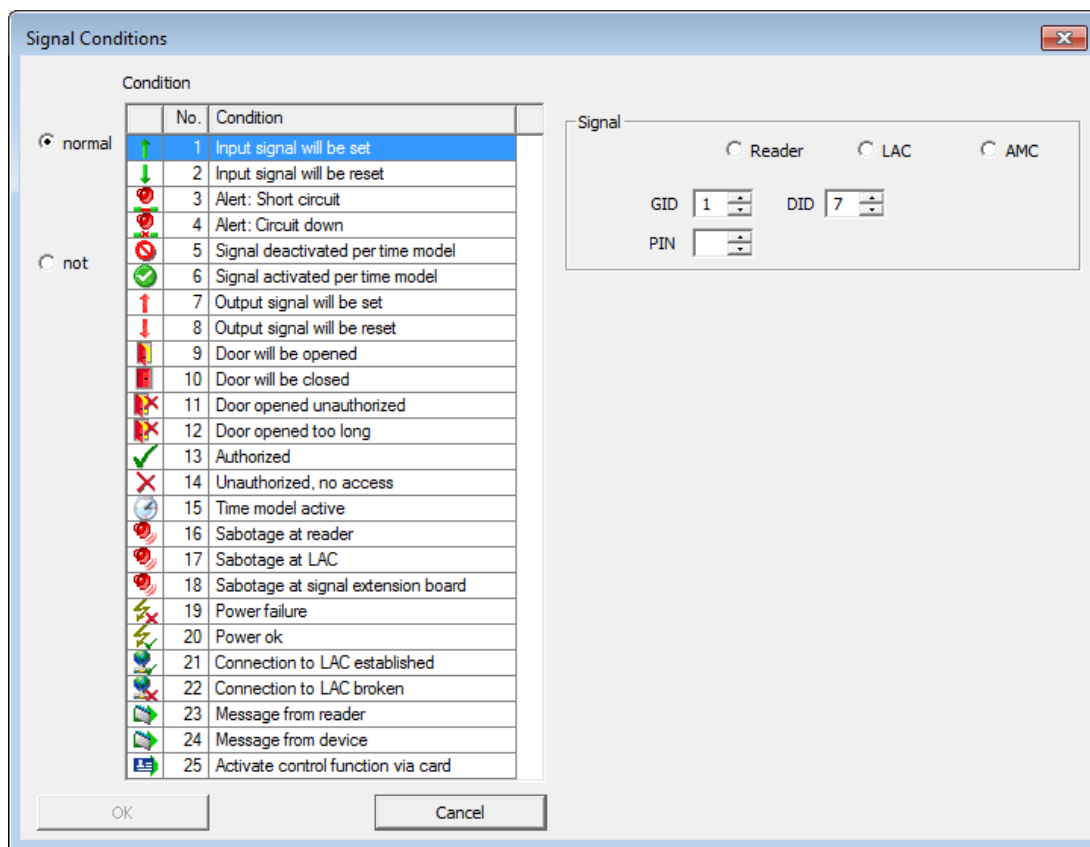 Signal Conditions
Condition
No. Condition
normal
not
1 Input signal will be set
2 Input signal will be reset
3 Alert: Short circuit
4 Alert: Circuit down
5 Signal deactivated per time model
6 Signal activated per time model
7 Output signal will be set
8 Output signal will be reset
9 Door will be opened
10 Door will be closed
11 Door opened unauthorized
12 Door opened too long
13 Authorized
14 Unauthorized, no access
15 Time model active
16 Sabotage at reader
17 Sabotage at LAC
18 Sabotage at signal extension board
19 Power failure
20 Power ok
21 Connection to LAC established
22 Connection to LAC broken
23 Message from reader
24 Message from device
25 Activate control function via card
Signal
Reader LAC AMC
GID 1 DID 7
PIN
OK Cancel